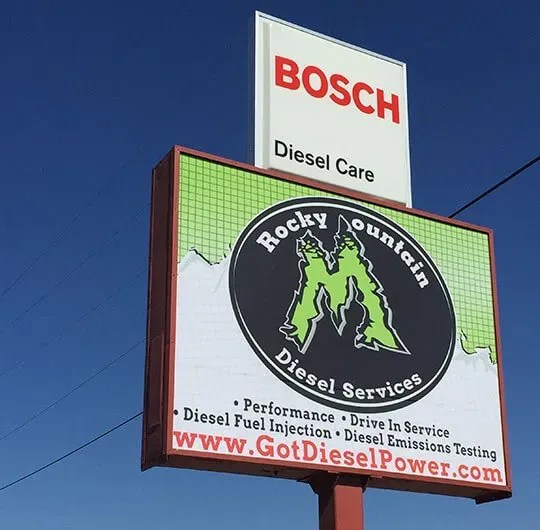 BOSCH
Diesel Care
Rocky Mountain
Diesel Services
• Performance • Drive In Service
• Diesel Fuel Injection • Diesel Emissions Testing
www.GotDieselPower.com